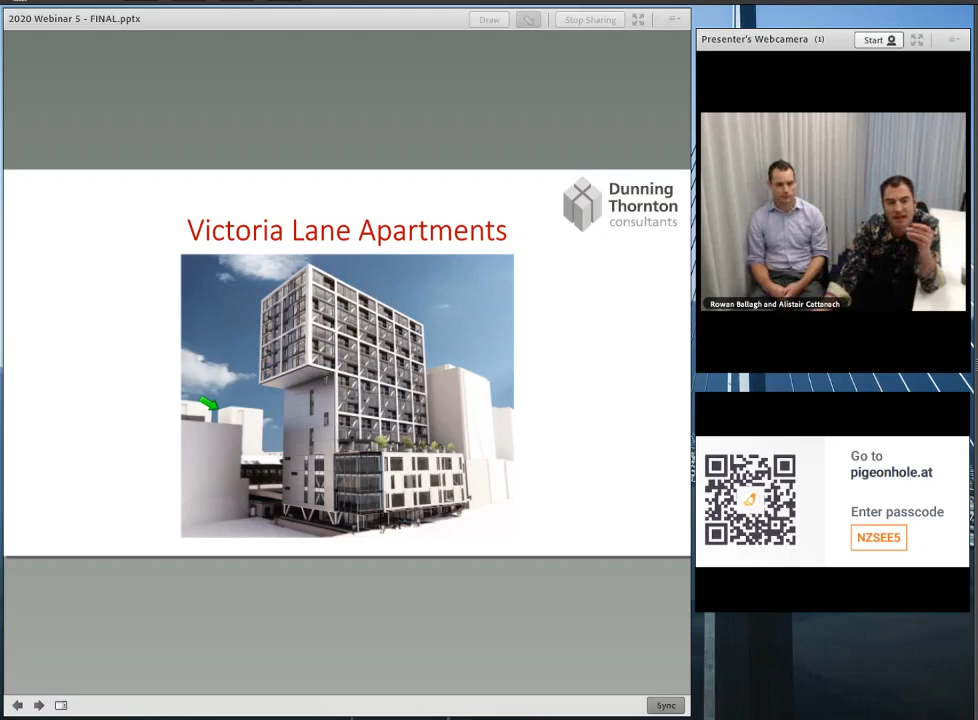 2020 Webinar 5 - FINAL.pptx
Draw
Stop Sharing
Dunning
Thornton
consultants
Victoria Lane Apartments
Sync
Presenter's Webcamera (1)
Start
Rowan Ballagh and Alistair Cattanach
Go to
pigeonhole.at
Enter passcode
NZSEE5